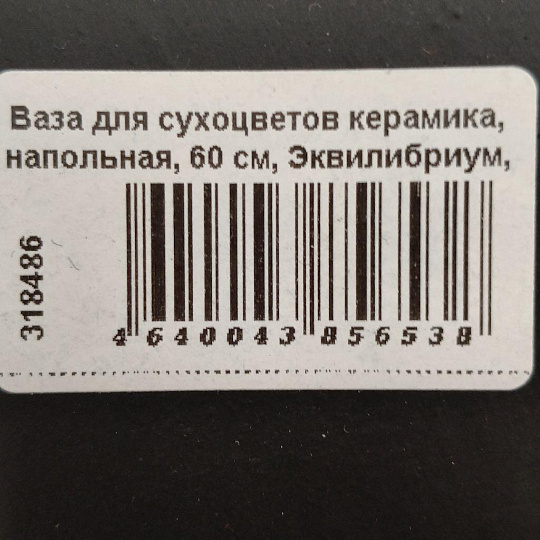 Ваза для сухоцветов керамика,
напольная, 60 см, Эквилибриум,
318486
4 640043 856538